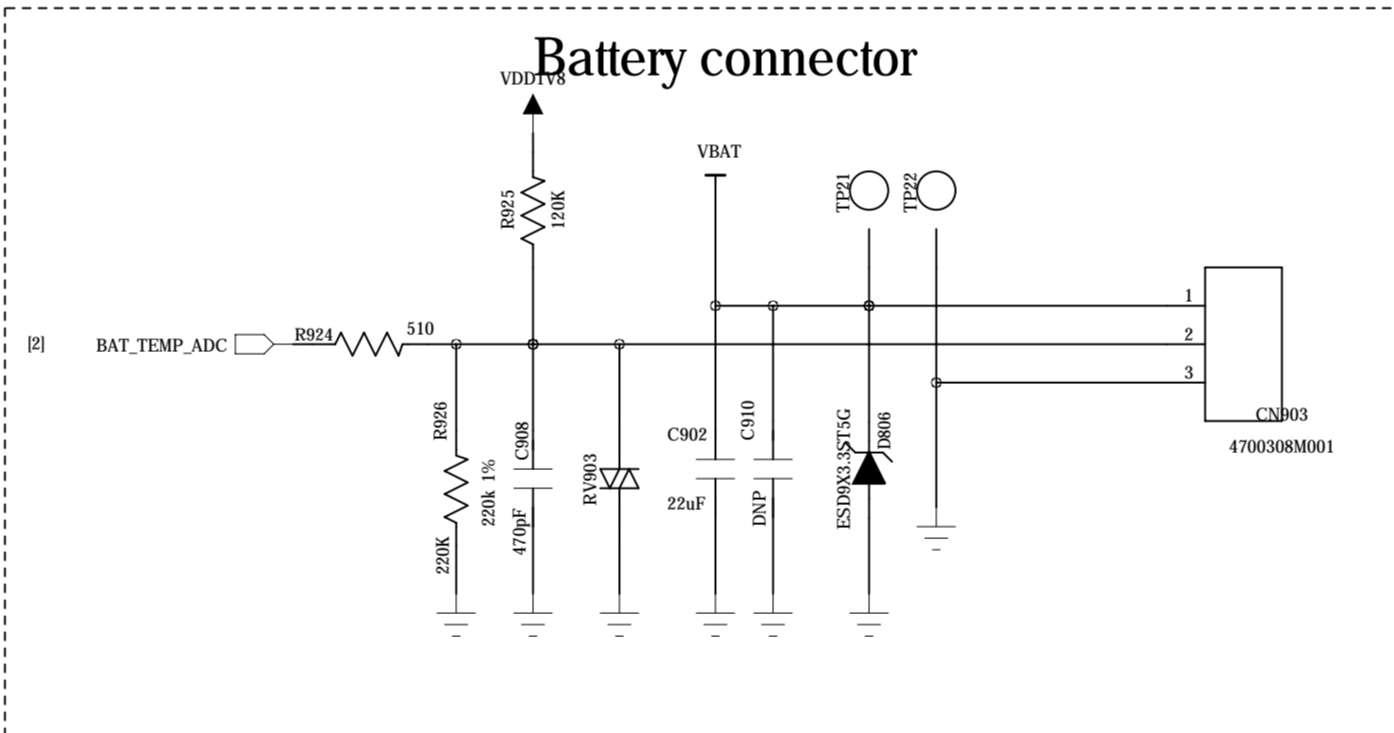 Battery connector
VDD1V8
R925
120K
VBAT
TP21
TP22
[2]
BAT_TEMP_ADC
R924
510
1
2
3
CN903
4700308M001
R926
220k 1%
220K
C908
470pF
RV903
C902
22uF
C910
DNP
ESD9X3.3ST5G
D806